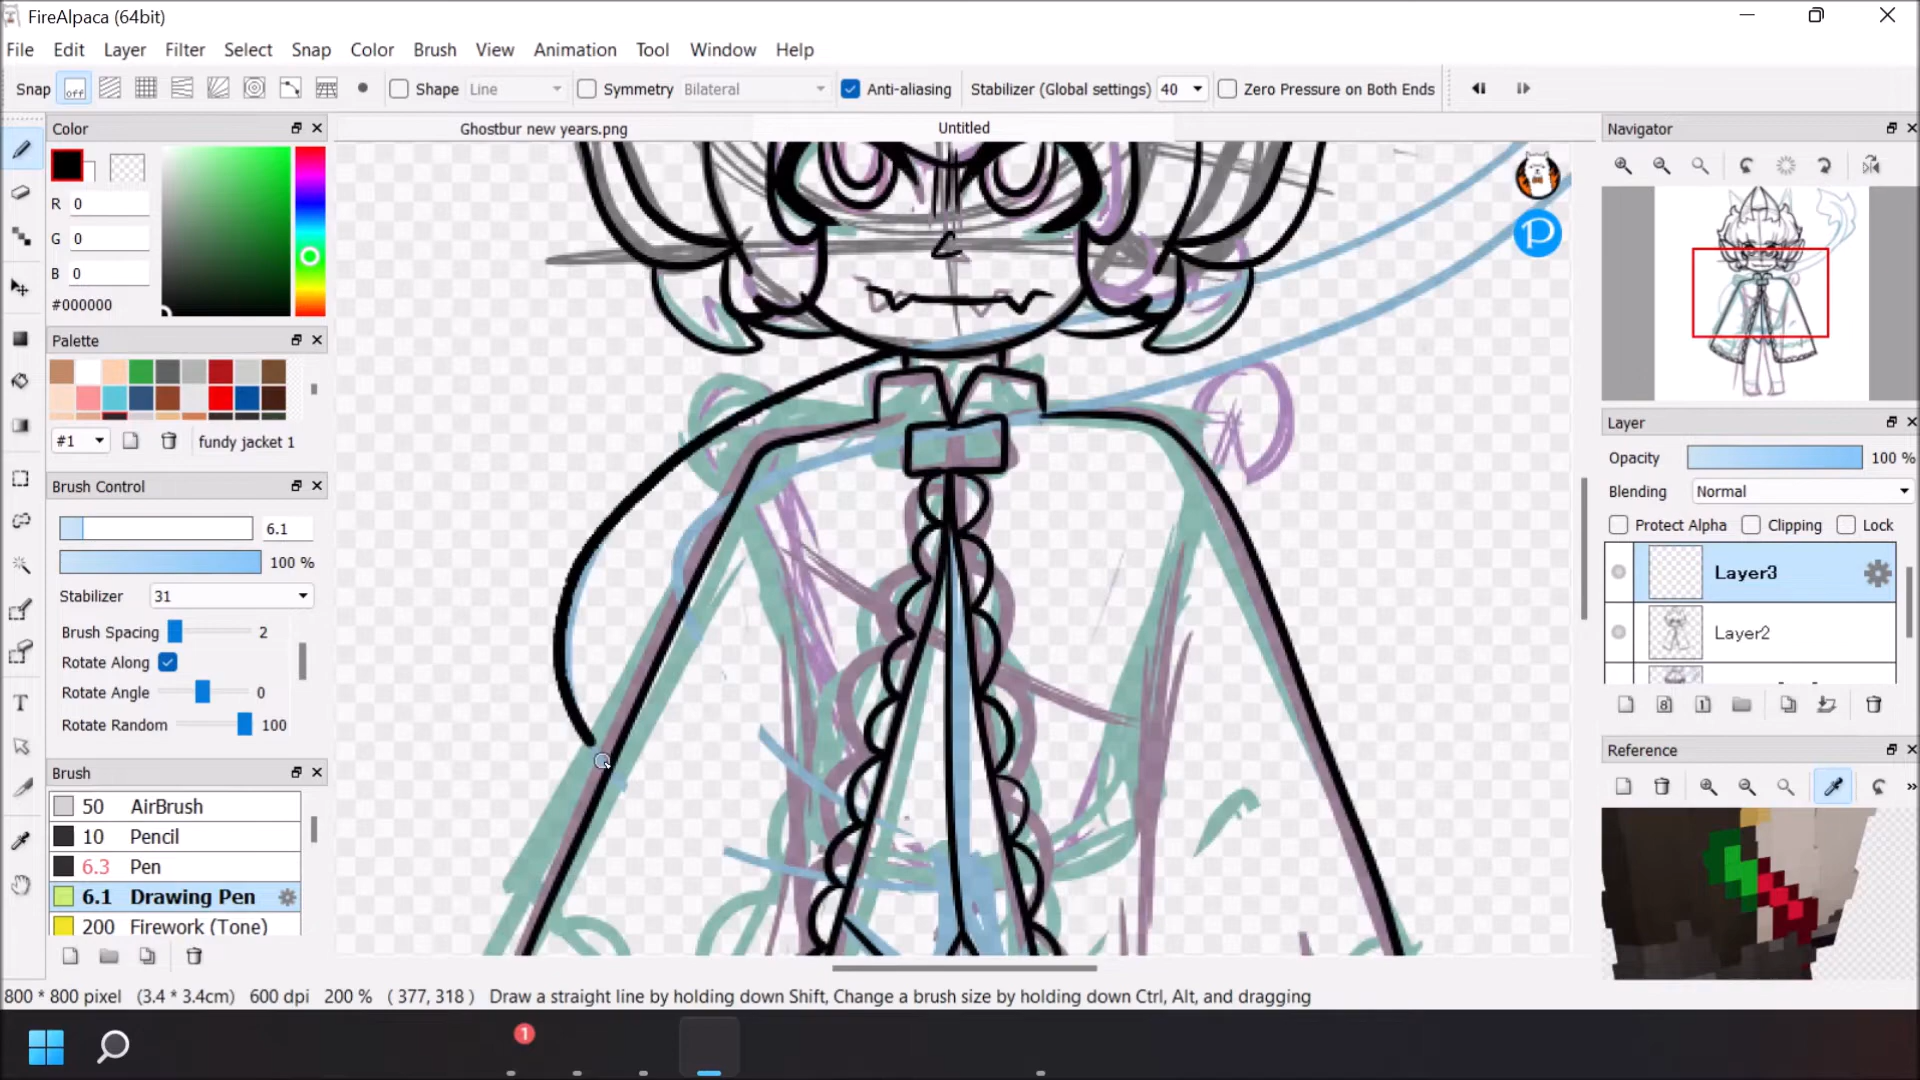 FireAlpaca (64bit)
File Edit Layer Filter Select Snap Color Brush View Animation Tool Window Help
Snap off Shape Line Symmetry Bilateral Anti-aliasing Stabilizer (Global settings) 40 Zero Pressure on Both Ends
Color
Ghostbur new years.png
Untitled
Navigator
R 0
G 0
B 0
#000000
Palette
#1 fundy jacket 1
Brush Control
6.1
100 %
Stabilizer 31
Brush Spacing 2
Rotate Along
Rotate Angle 0
Rotate Random 100
Brush
50 AirBrush
10 Pencil
6.3 Pen
6.1 Drawing Pen
200 Firework (Tone)
Layer
Opacity 100 %
Blending Normal
Protect Alpha Clipping Lock
Layer3
Layer2
8 1
Reference
800 * 800 pixel (3.4 * 3.4cm) 600 dpi 200 % ( 377, 318 ) Draw a straight line by holding down Shift, Change a brush size by holding down Ctrl, Alt, and dragging
1